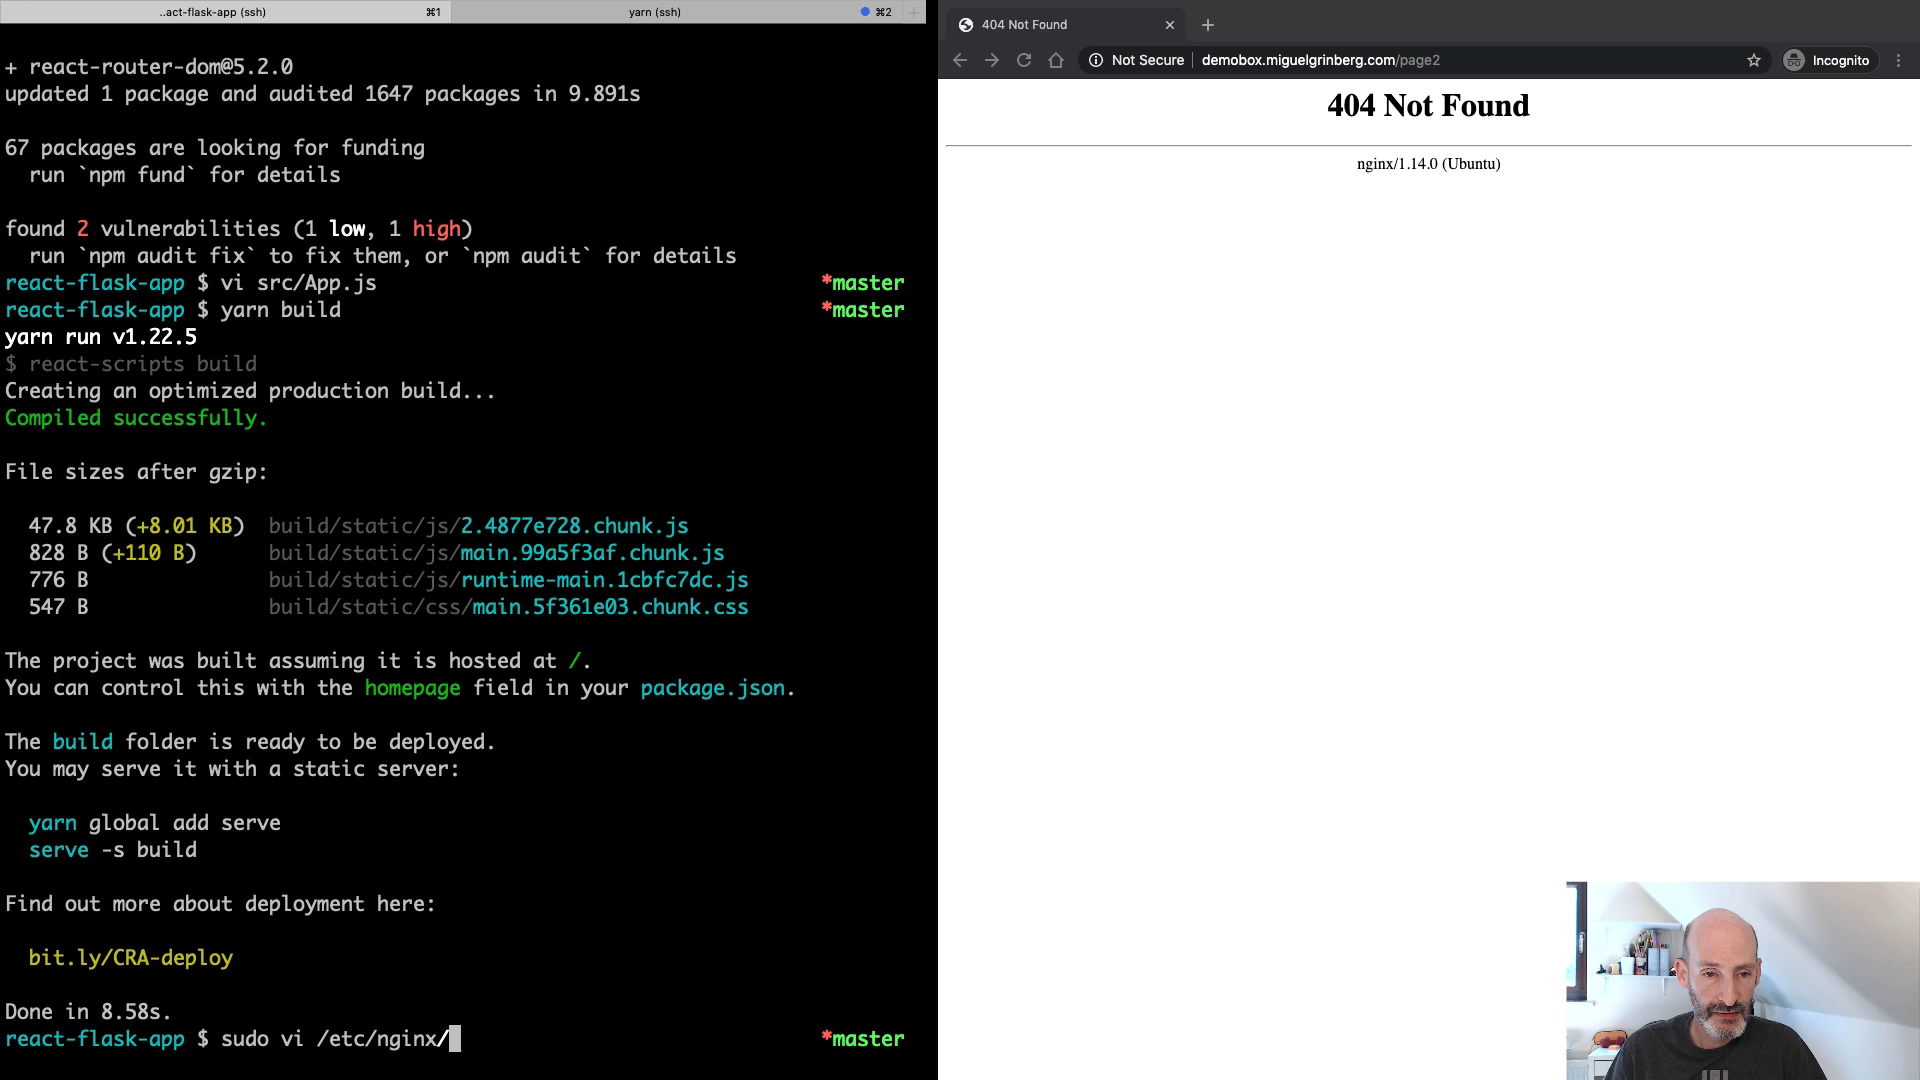 ..act-flask-app (ssh) ⌘1 yarn (ssh) ⌘2 +
+ react-router-dom@5.2.0
updated 1 package and audited 1647 packages in 9.891s
67 packages are looking for funding
run `npm fund` for details
found 2 vulnerabilities (1 low, 1 high)
run `npm audit fix` to fix them, or `npm audit` for details
react-flask-app $ vi src/App.js *master
react-flask-app $ yarn build *master
yarn run v1.22.5
$ react-scripts build
Creating an optimized production build...
Compiled successfully.
File sizes after gzip:
47.8 KB (+8.01 KB) build/static/js/2.4877e728.chunk.js
828 B (+110 B) build/static/js/main.99a5f3af.chunk.js
776 B build/static/js/runtime-main.1cbfc7dc.js
547 B build/static/css/main.5f361e03.chunk.css
The project was built assuming it is hosted at /.
You can control this with the homepage field in your package.json.
The build folder is ready to be deployed.
You may serve it with a static server:
yarn global add serve
serve -s build
Find out more about deployment here:
bit.ly/CRA-deploy
Done in 8.58s.
react-flask-app $ sudo vi /etc/nginx/ *master
404 Not Found
Not Secure demobox.miguelgrinberg.com/page2 Incognito
404 Not Found
nginx/1.14.0 (Ubuntu)